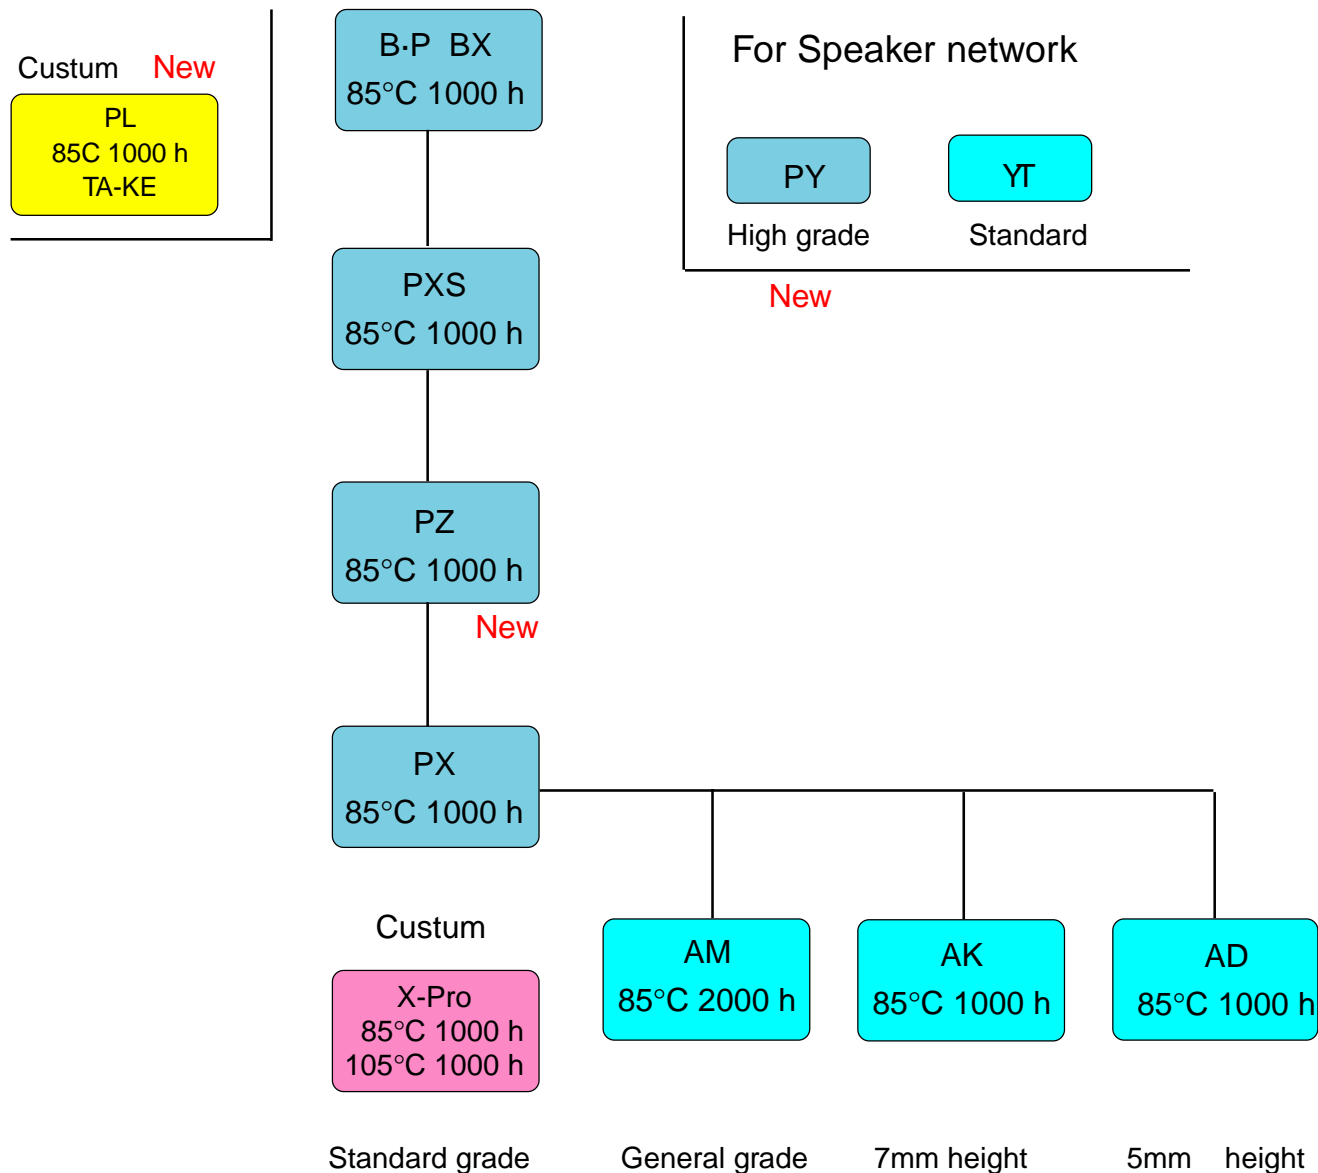 Custum New
PL
85C 1000 h
TA-KE
B·P BX
85°C 1000 h
For Speaker network
PY
YT
High grade
Standard
New
PXS
85°C 1000 h
PZ
85°C 1000 h
New
PX
85°C 1000 h
Custum
X-Pro
85°C 1000 h
105°C 1000 h
AM
85°C 2000 h
AK
85°C 1000 h
AD
85°C 1000 h
Standard grade
General grade
7mm height
5mm height